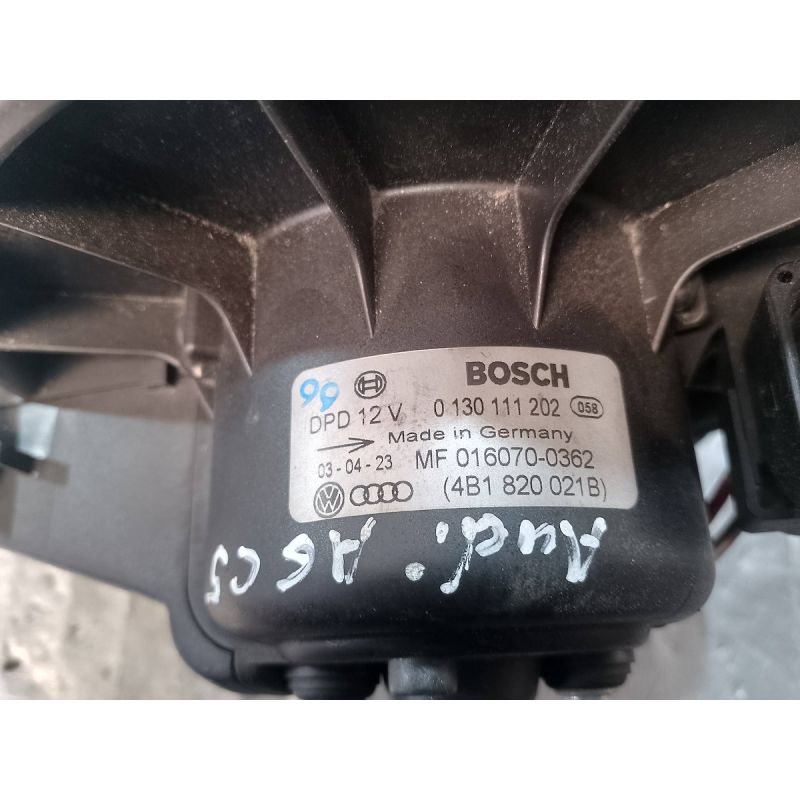 99
BOSCH
DPD 12 V 0 130 111 202 058
Made in Germany
03-04-23 MF 016070-0362
(4B1 820 021B)
Audi A6 C5